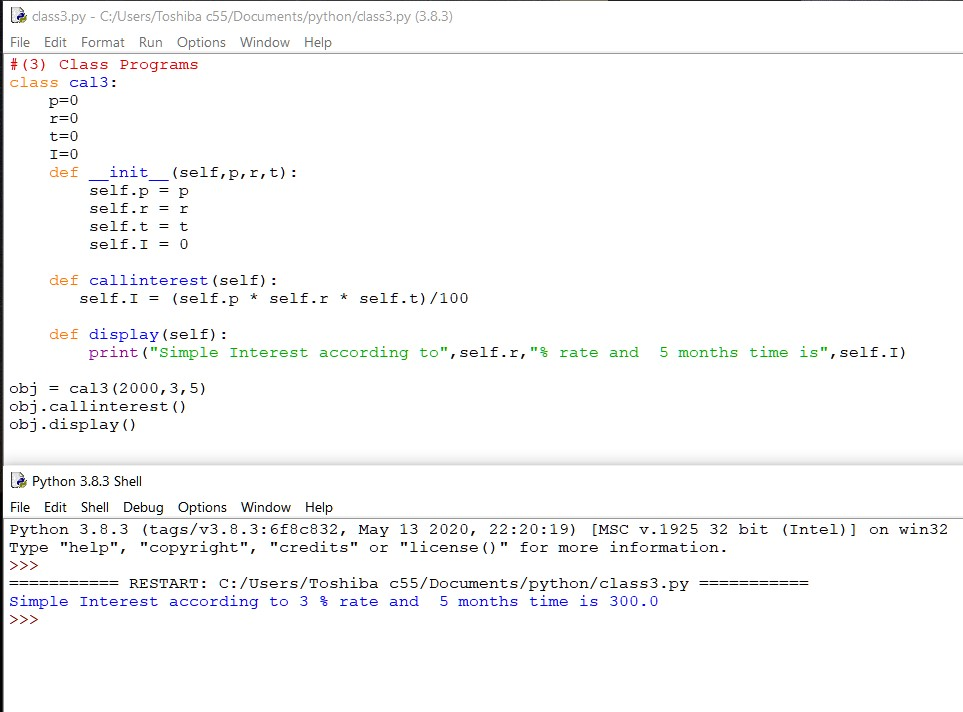 class3.py - C:/Users/Toshiba c55/Documents/python/class3.py (3.8.3)
File Edit Format Run Options Window Help
#(3) Class Programs
class cal3:
    p=0
    r=0
    t=0
    I=0
    def __init__(self,p,r,t):
        self.p = p
        self.r = r
        self.t = t
        self.I = 0
    def callinterest(self):
       self.I = (self.p * self.r * self.t)/100
    def display(self):
        print("Simple Interest according to",self.r,"% rate and  5 months time is",self.I)
obj = cal3(2000,3,5)
obj.callinterest()
obj.display()
Python 3.8.3 Shell
File Edit Shell Debug Options Window Help
Python 3.8.3 (tags/v3.8.3:6f8c832, May 13 2020, 22:20:19) [MSC v.1925 32 bit (Intel)] on win32
Type "help", "copyright", "credits" or "license()" for more information.
>>>
=========== RESTART: C:/Users/Toshiba c55/Documents/python/class3.py ===========
Simple Interest according to 3 % rate and  5 months time is 300.0
>>>